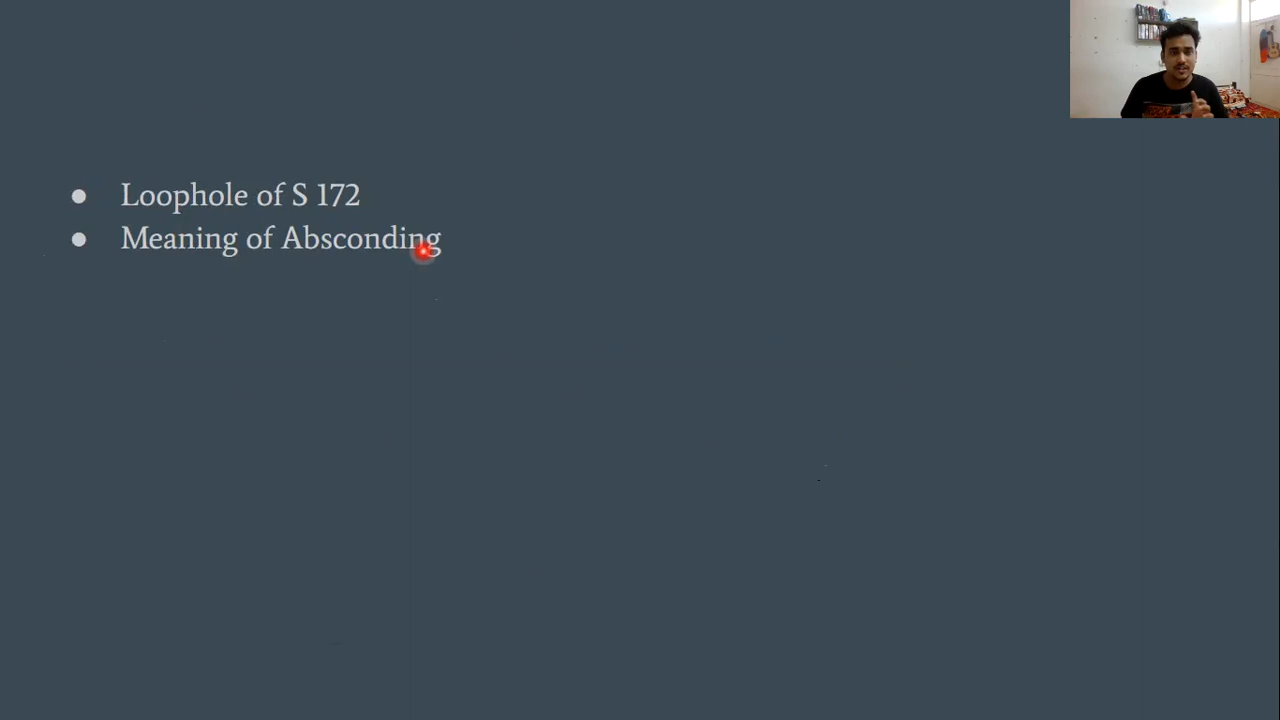 ● Loophole of S 172
● Meaning of Absconding